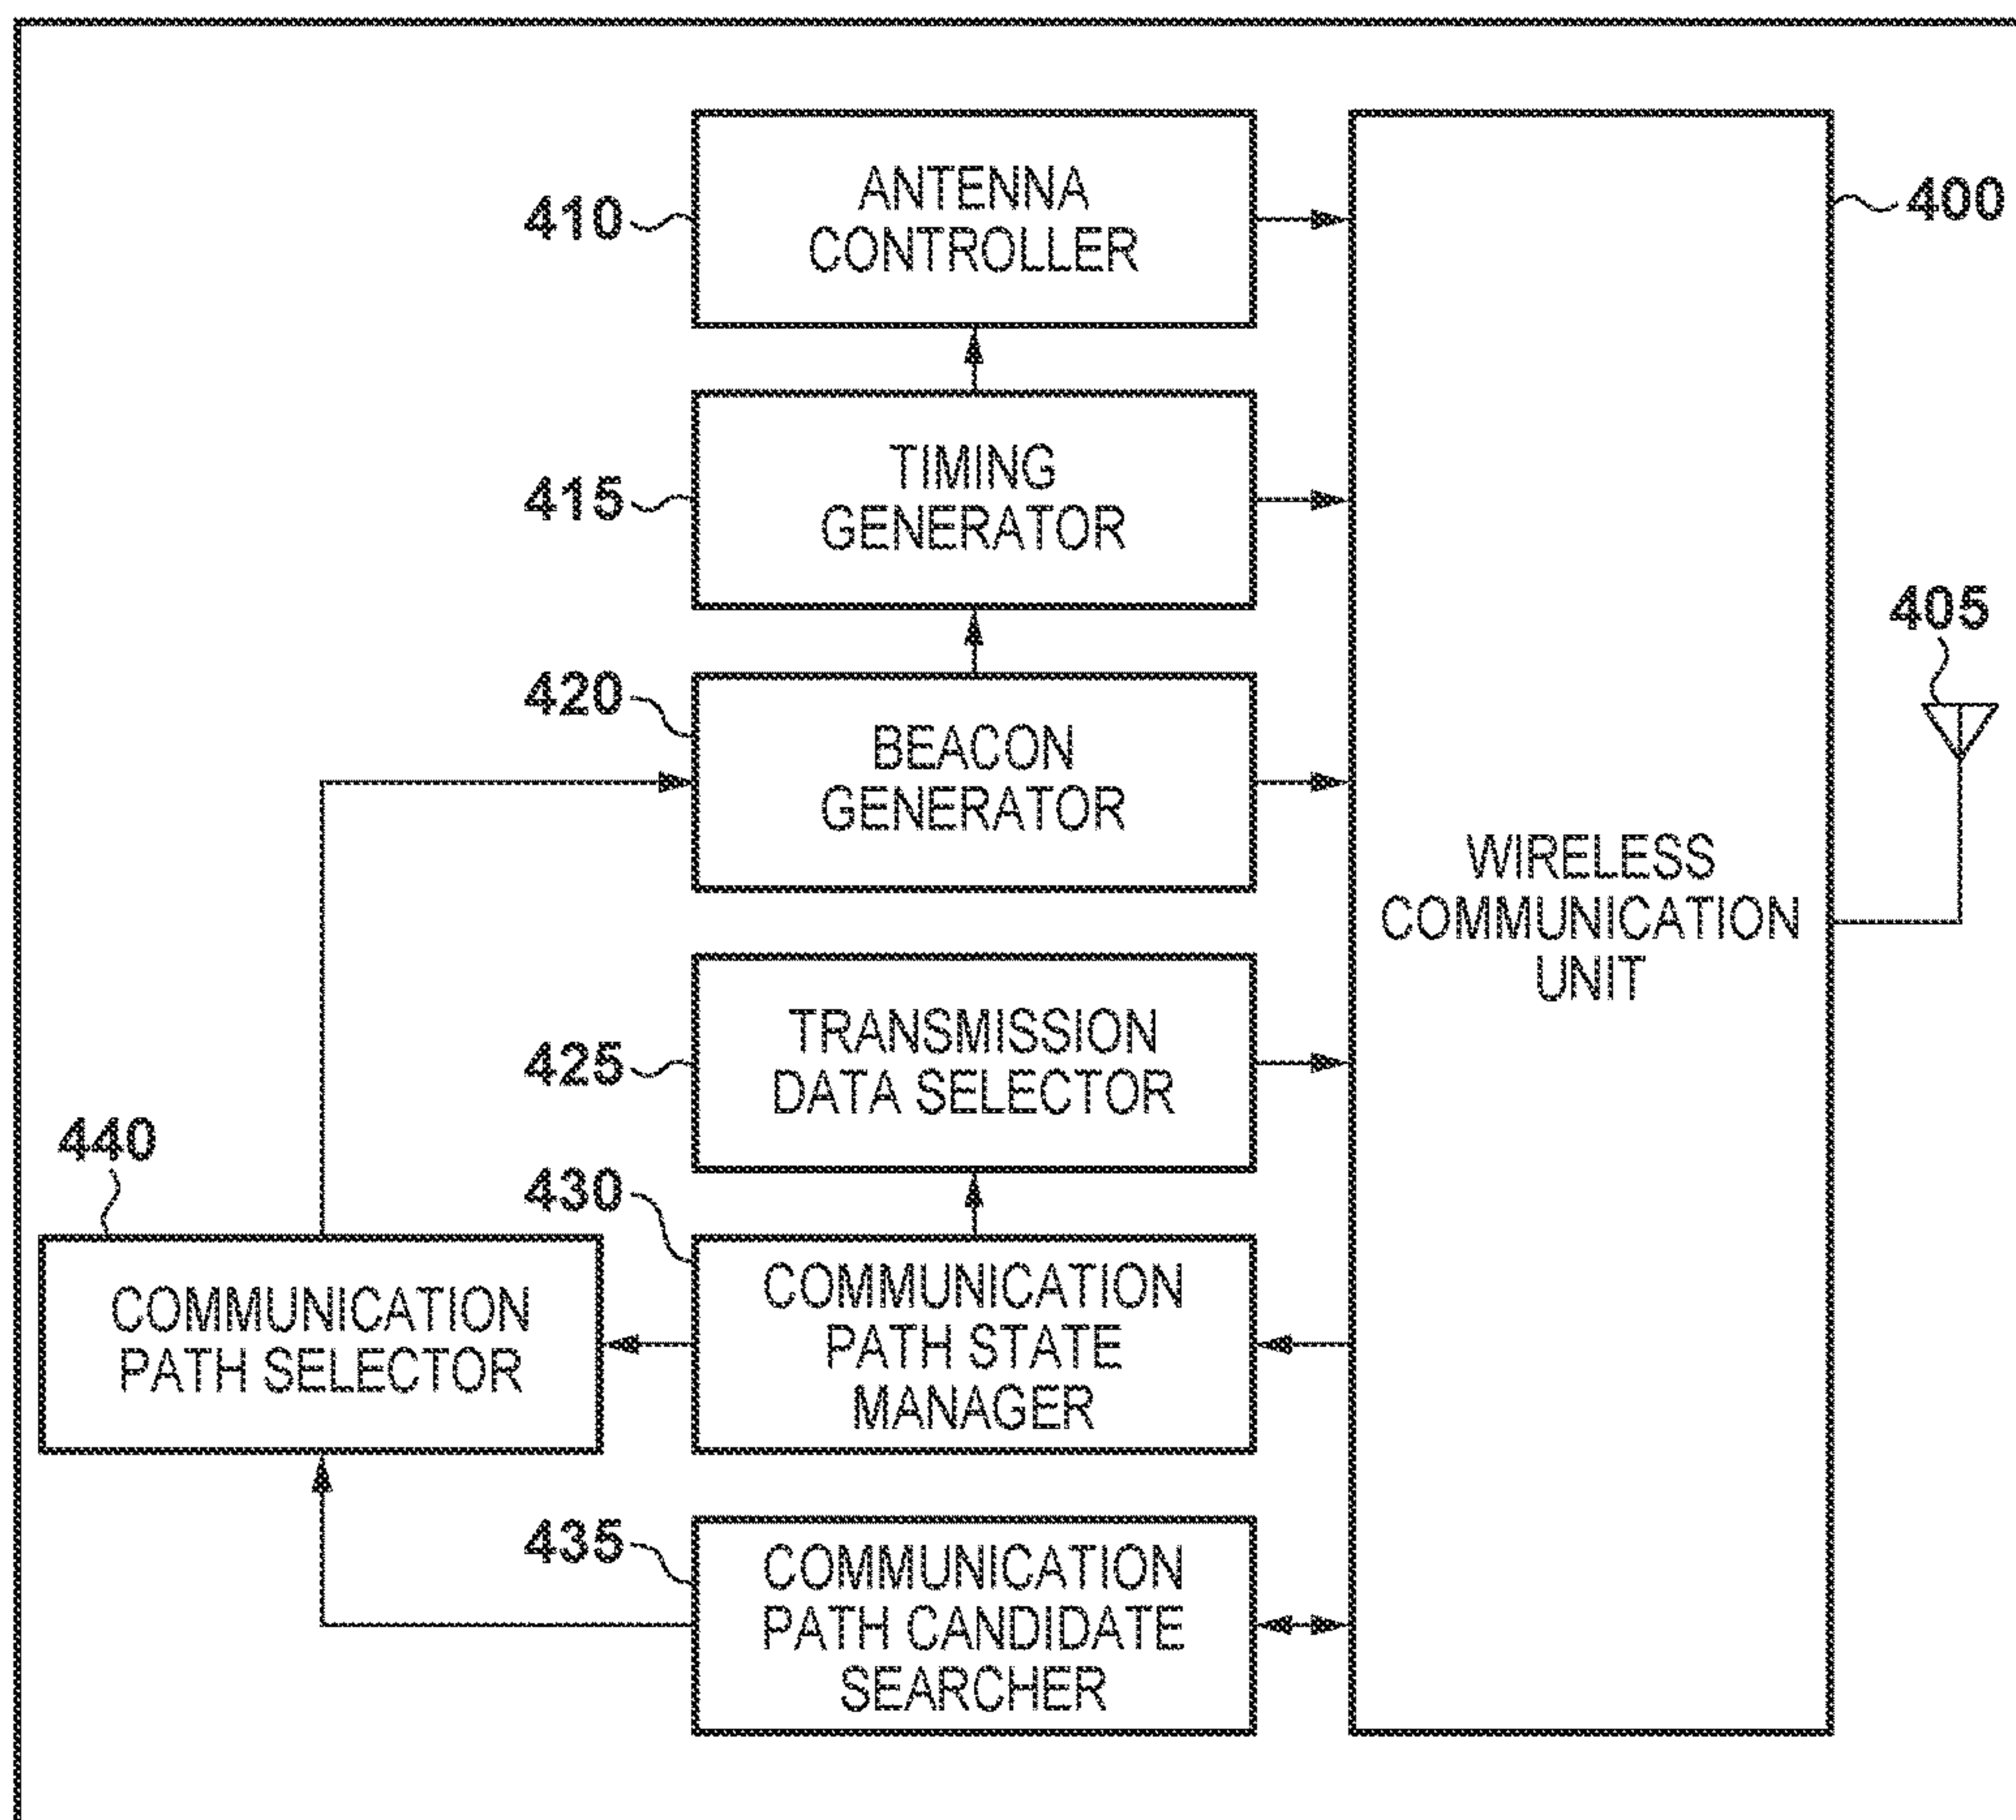 410
ANTENNA
CONTROLLER
400
415
TIMING
GENERATOR
405
420
BEACON
GENERATOR
WIRELESS
COMMUNICATION
UNIT
425
TRANSMISSION
DATA SELECTOR
440
COMMUNICATION
PATH SELECTOR
430
COMMUNICATION
PATH STATE
MANAGER
435
COMMUNICATION
PATH CANDIDATE
SEARCHER